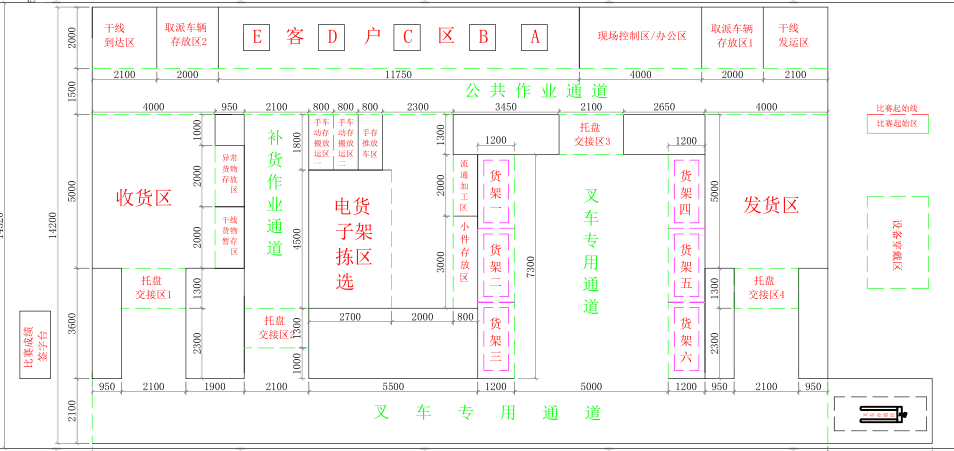 干线
到达区
取派车辆
存放区2
E 客 D 户 C 区 B A
现场控制区/办公区
取派车辆
存放区1
干线
发运区
2000
2100
2000
11750
4000
2000
2100
1500
公共作业通道
4000
950
2100
800
800
800
2300
3450
2100
2650
4000
比赛起始线
比赛起始区
1000
2000
2000
5000
14200
异常
货物
存放
区
干线
货物
暂存
区
收货区
补货作业通道
1800
4500
手车
动存
搬放
运区
一
手车
动存
搬放
运区
二
手存
推放
车区
电货
子架
拣区
选
1300
1200
托盘
交接区3
1200
2000
3000
流通加工区
小件存放区
货架一
货架二
货架三
7300
叉车专用通道
货架四
货架五
货架六
5000
发货区
设备穿戴区
托盘
交接区1
1300
2300
3600
托盘
交接区2
1300
1000
2700
2000
800
托盘
交接区4
1300
2300
比赛成绩
签字台
950
2100
1900
2100
5500
1200
5000
1200
950
2100
950
2100
叉车专用通道